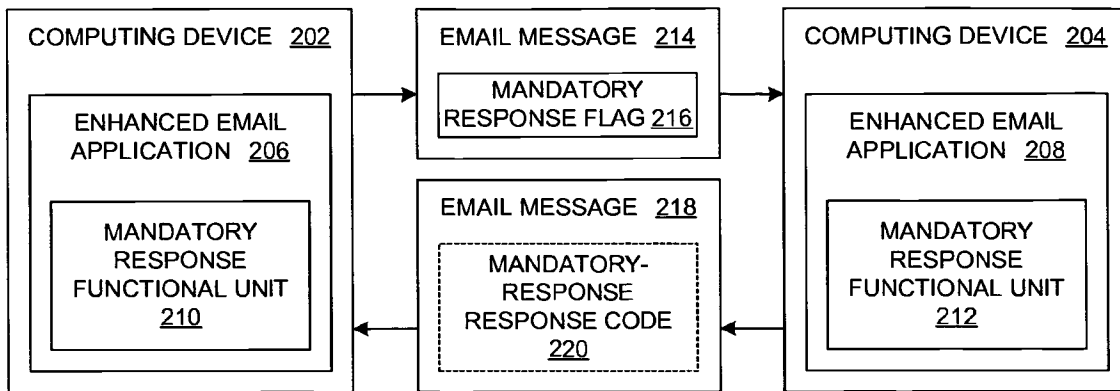 COMPUTING DEVICE 202
ENHANCED EMAIL
APPLICATION 206
MANDATORY
RESPONSE
FUNCTIONAL UNIT
210
EMAIL MESSAGE 214
MANDATORY
RESPONSE FLAG 216
EMAIL MESSAGE 218
MANDATORY-
RESPONSE
RESPONSE CODE
220
COMPUTING DEVICE 204
ENHANCED EMAIL
APPLICATION 208
MANDATORY
RESPONSE
FUNCTIONAL UNIT
212